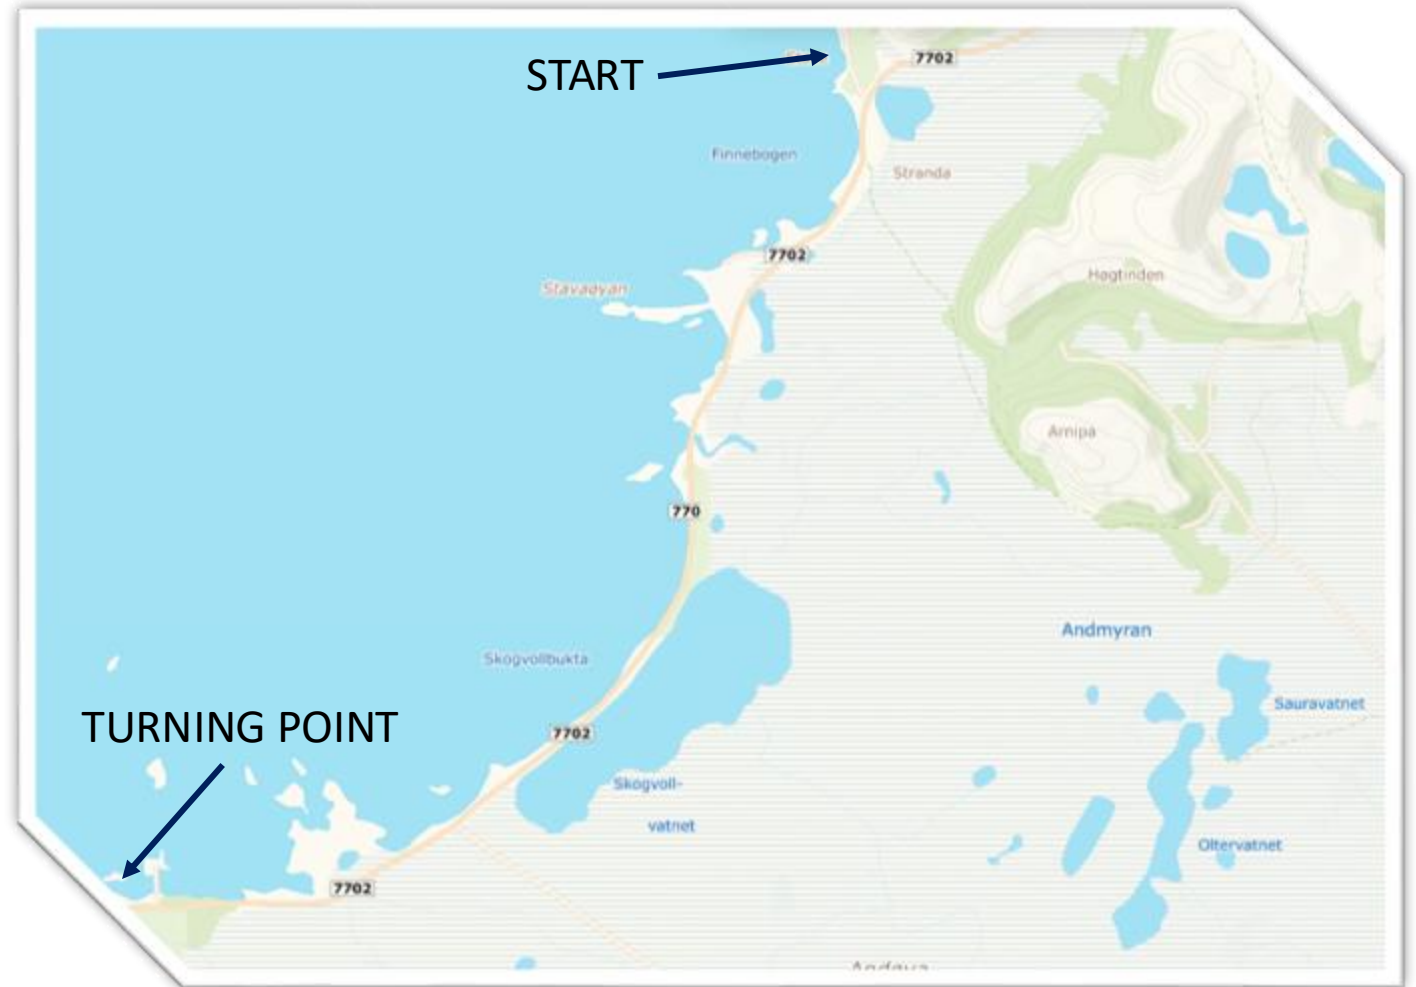 START
7702
Finnebogen
Stranda
7702
Høgtinden
Stavaøyan
Arnipa
770
Andmyran
Skogvollbukta
Sauravatnet
TURNING POINT
7702
Skogvoll-
vatnet
Oltervatnet
7702